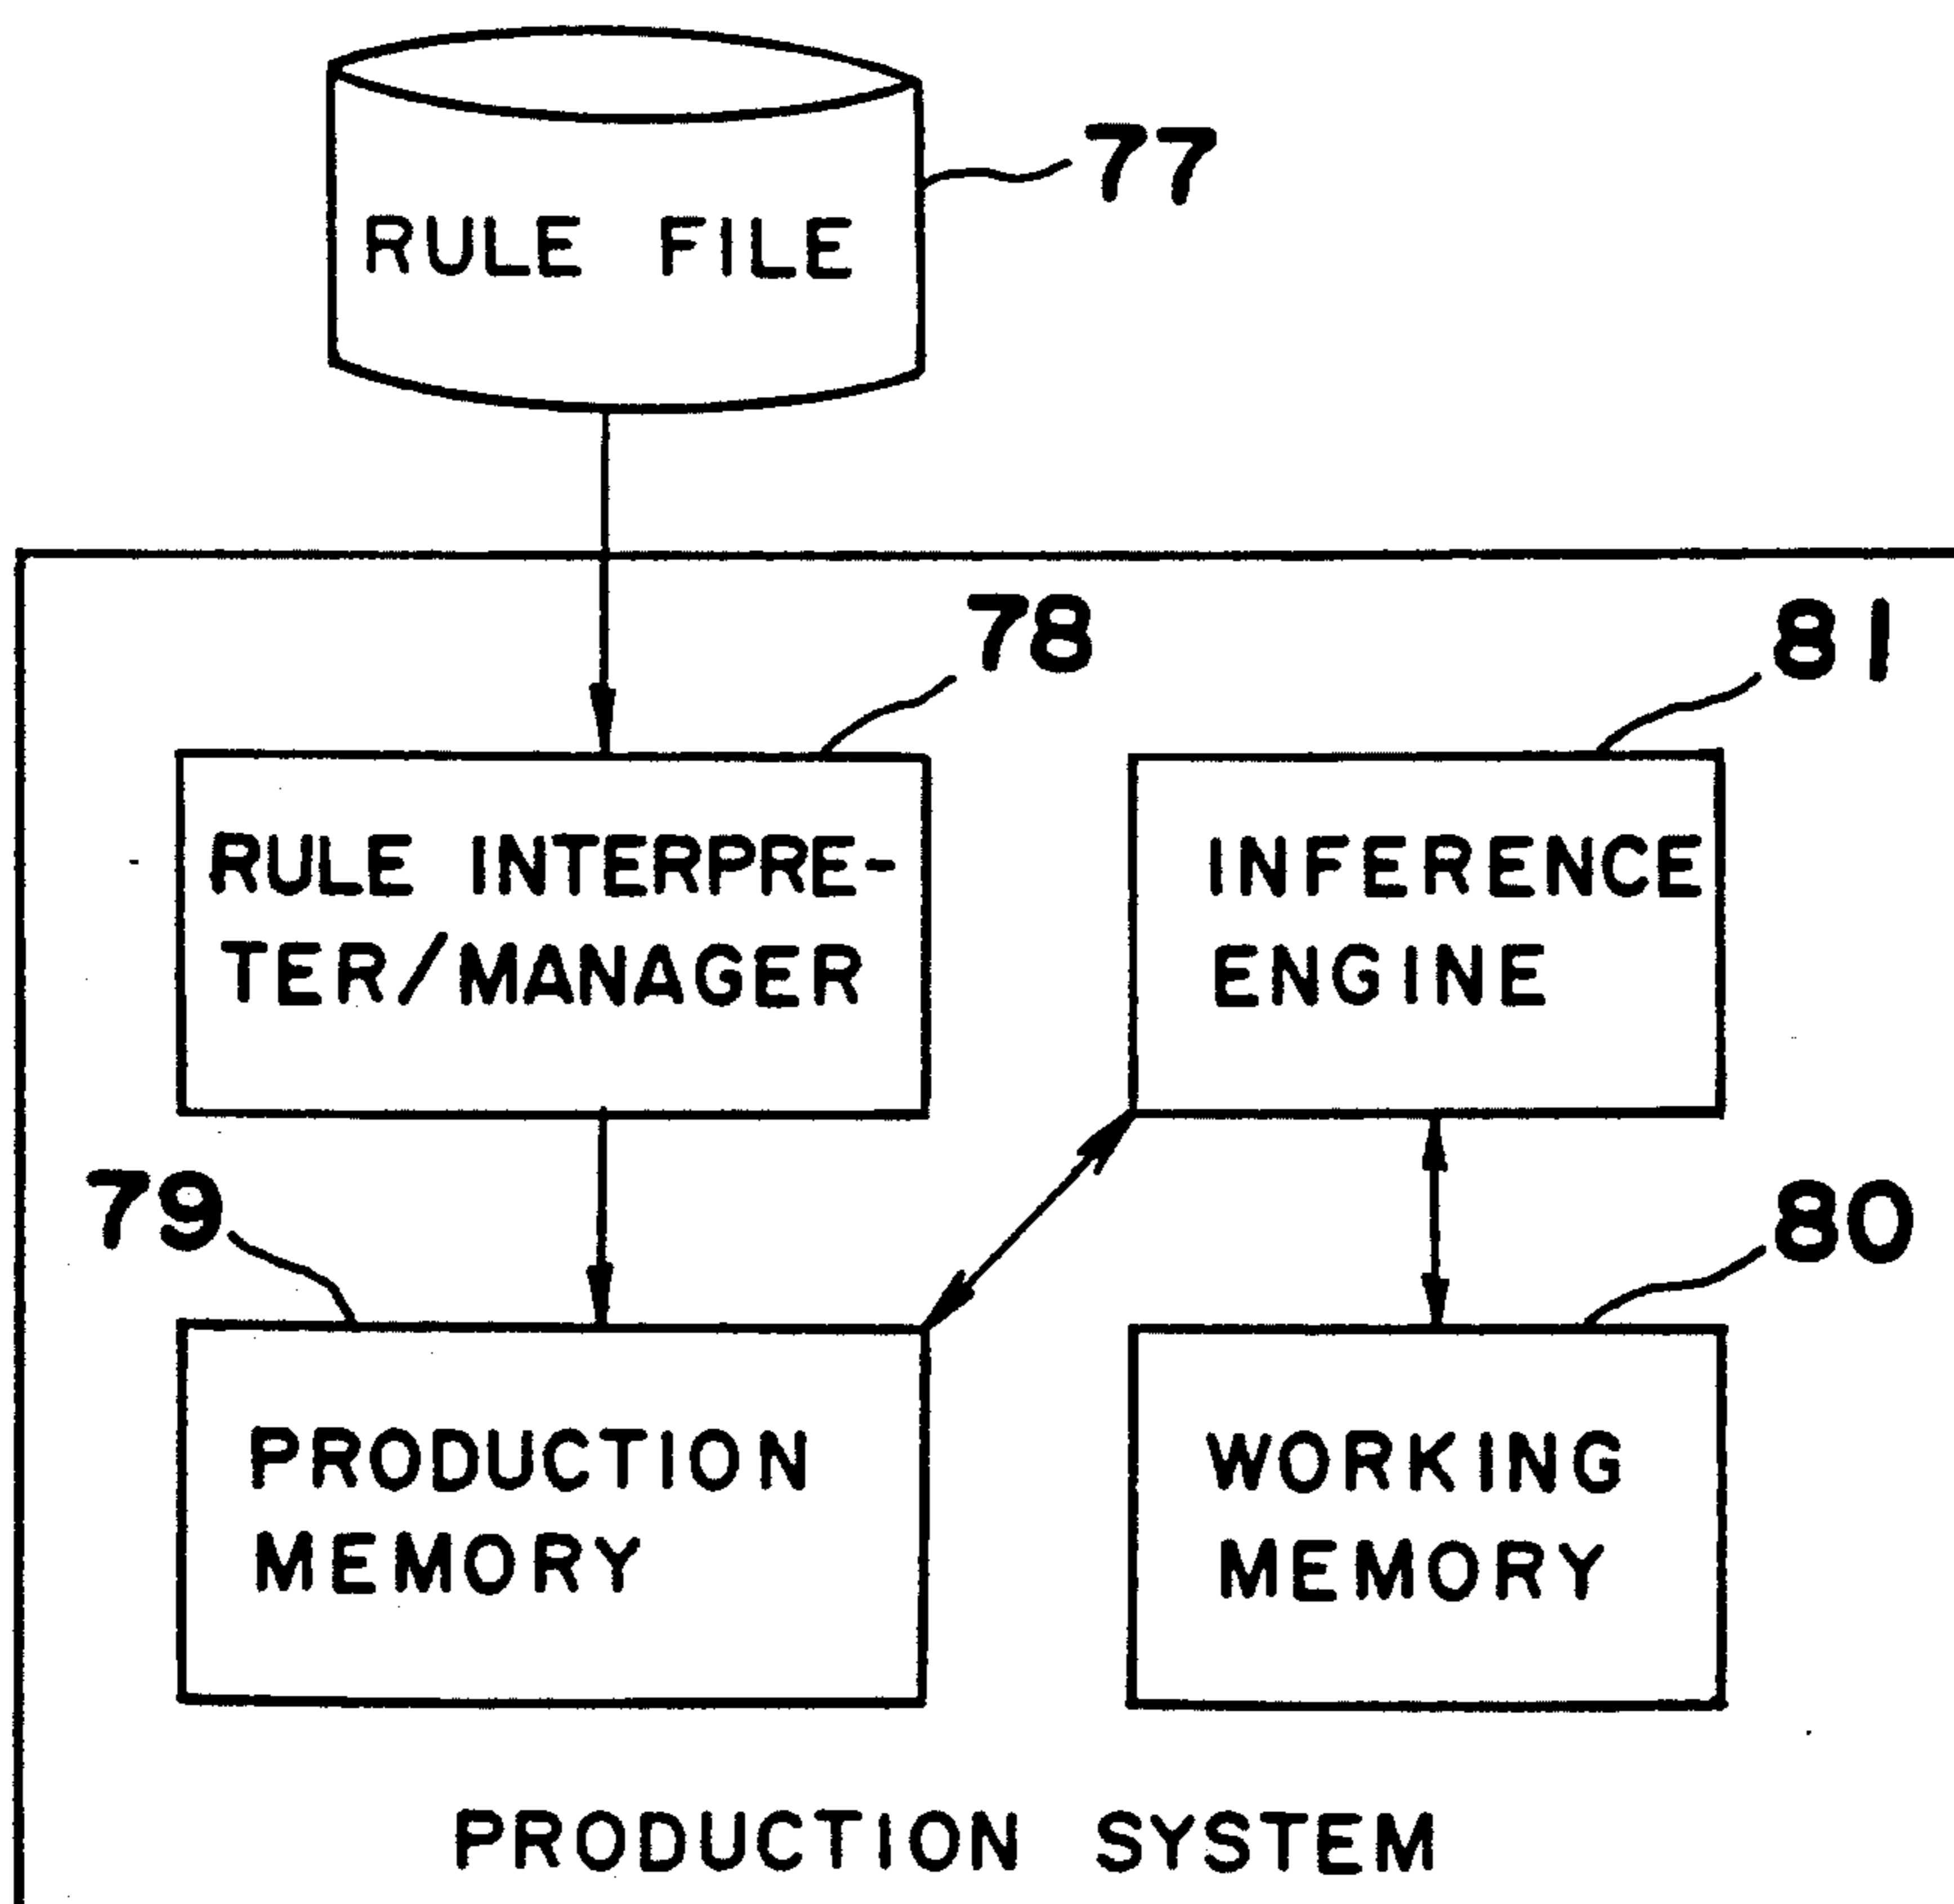 77
RULE FILE
78
81
RULE INTERPRE-
TER/MANAGER
INFERENCE
ENGINE
79
80
PRODUCTION
MEMORY
WORKING
MEMORY
PRODUCTION SYSTEM